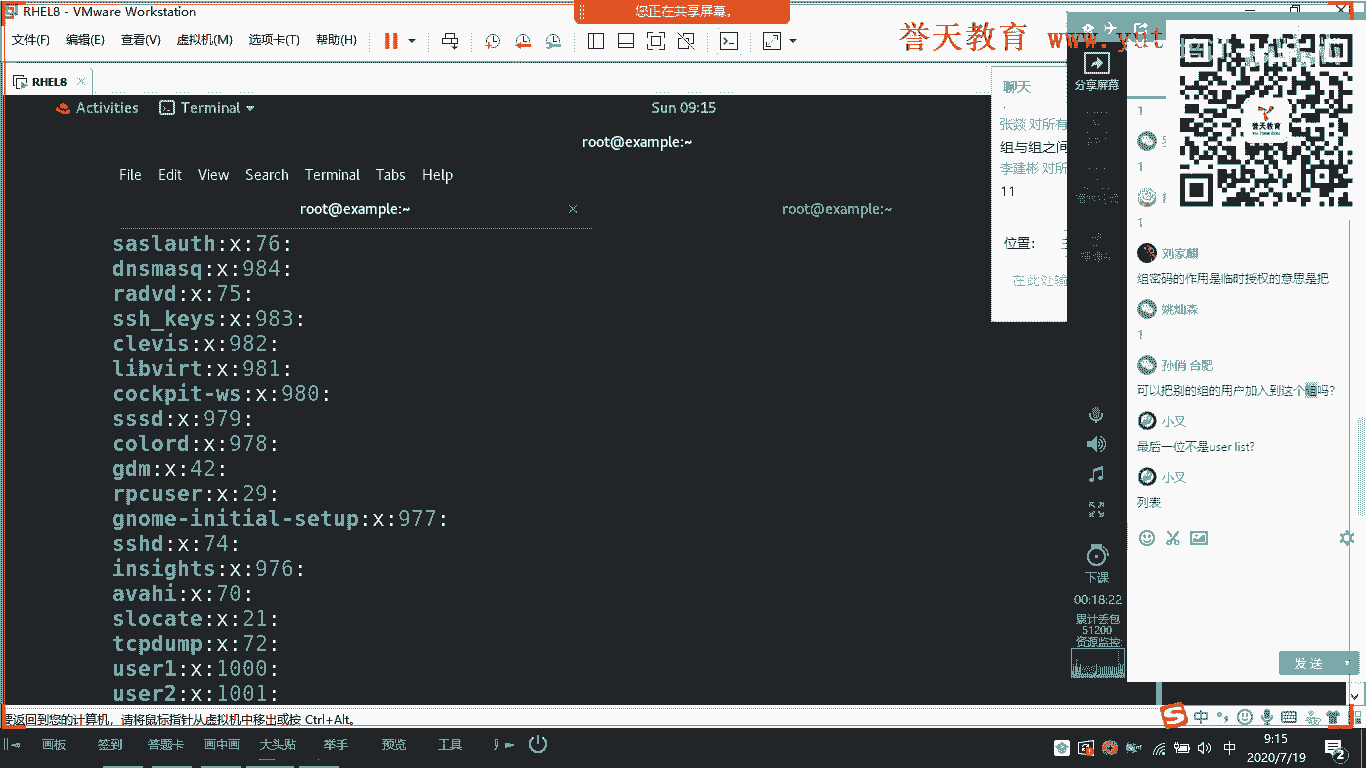 RHEL8 - VMware Workstation
您正在共享屏幕。
文件(F) 编辑(E) 查看(V) 虚拟机(M) 选项卡(T) 帮助(H)
誉天教育 www.yut
RHEL8
分享屏幕
聊天
Activities Terminal Sun 09:15
root@example:~
File Edit View Search Terminal Tabs Help
root@example:~ root@example:~
saslauth:x:76:
dnsmasq:x:984:
radvd:x:75:
ssh_keys:x:983:
clevis:x:982:
libvirt:x:981:
cockpit-ws:x:980:
sssd:x:979:
colord:x:978:
gdm:x:42:
rpcuser:x:29:
gnome-initial-setup:x:977:
sshd:x:74:
insights:x:976:
avahi:x:70:
slocate:x:21:
tcpdump:x:72:
user1:x:1000:
user2:x:1001:
张燚 对所有
组与组之间
李建彬 对所
11
位置:
在此处输
下课
00:18:22
累计丢包
51200
资源监控:
誉天教育
1
1
1
刘家麒
组密码的作用是临时授权的意思是把
姚灿森
1
孙俏 合肥
可以把别的组的用户加入到这个组吗?
小叉
最后一位不是user list?
小叉
列表
发送
要返回到您的计算机，请将鼠标指针从虚拟机中移出或按 Ctrl+Alt。
中
画板 签到 答题卡 画中画 大头贴 举手 预览 工具
中
9:15
2020/7/19
2